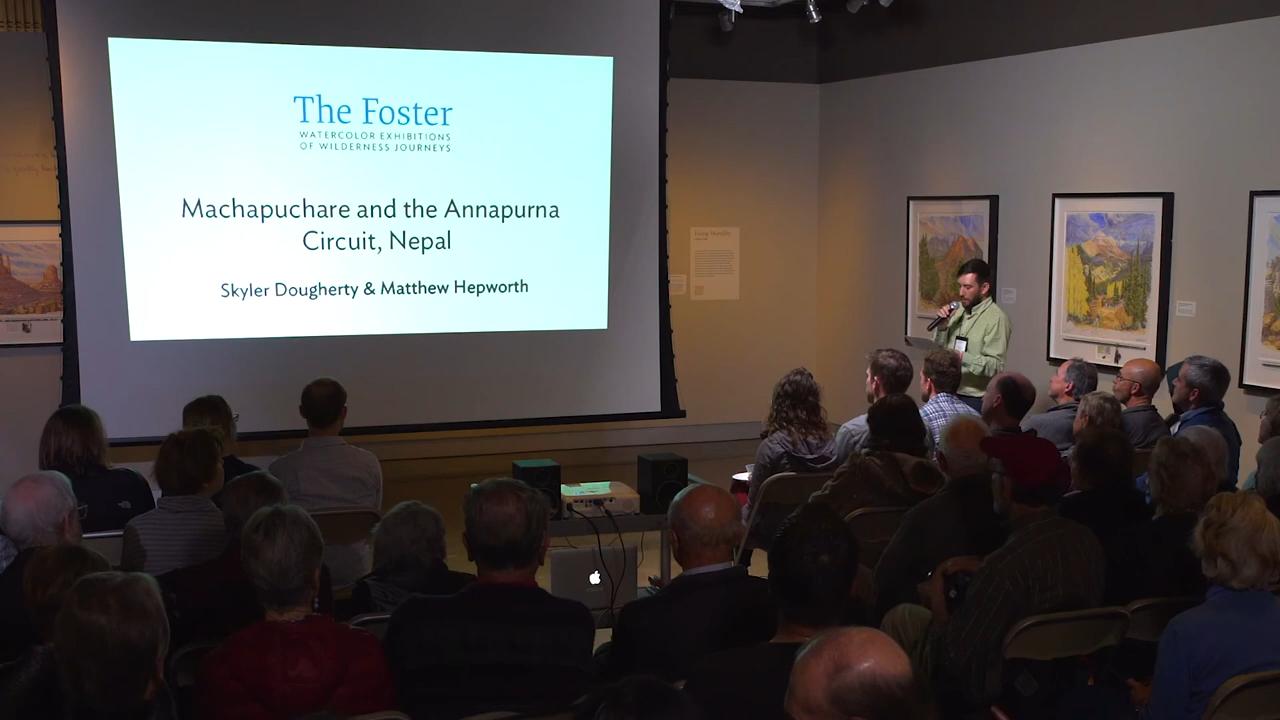 The Foster
WATERCOLOR EXHIBITIONS
OF WILDERNESS JOURNEYS
Machapuchare and the Annapurna
Circuit, Nepal
Skyler Dougherty & Matthew Hepworth